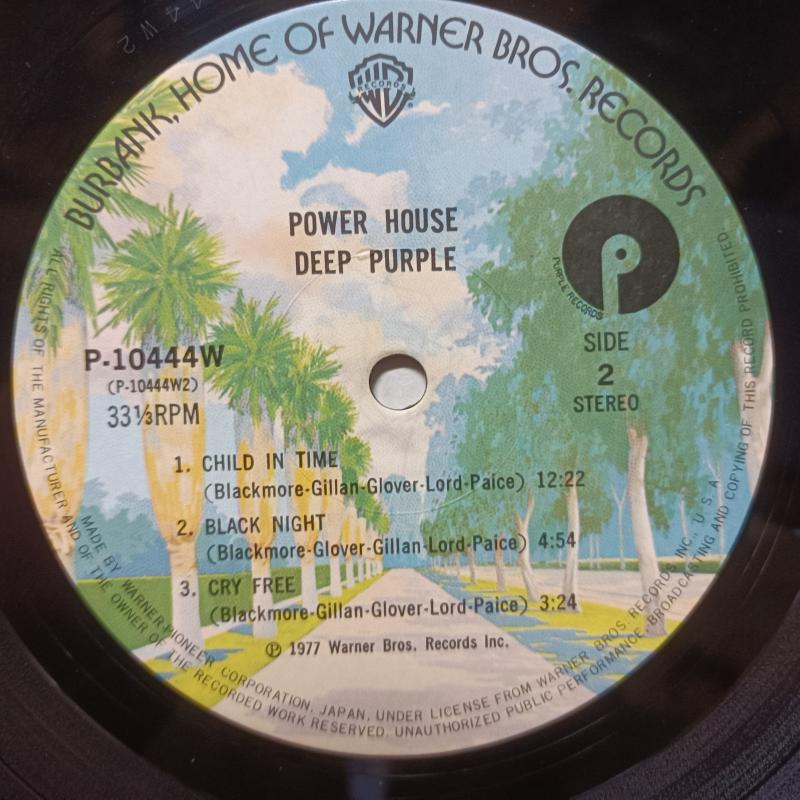 BURBANK, HOME OF WARNER BROS. RECORDS
WB
RECORDS
POWER HOUSE
DEEP PURPLE
P
PURPLE RECORDS
SIDE
2
STEREO
P-10444W
(P-10444W2)
33⅓RPM
1. CHILD IN TIME
(Blackmore-Gillan-Glover-Lord-Paice) 12:22
2. BLACK NIGHT
(Blackmore-Glover-Gillan-Lord-Paice) 4:54
3. CRY FREE
(Blackmore-Gillan-Glover-Lord-Paice) 3:24
℗ 1977 Warner Bros. Records Inc.
MADE BY WARNER-PIONEER CORPORATION, JAPAN, UNDER LICENSE FROM WARNER BROS. RECORDS INC., U.S.A.
ALL RIGHTS OF THE MANUFACTURER AND OF THE OWNER OF THE RECORDED WORK RESERVED. UNAUTHORIZED PUBLIC PERFORMANCE, BROADCASTING AND COPYING OF THIS RECORD PROHIBITED